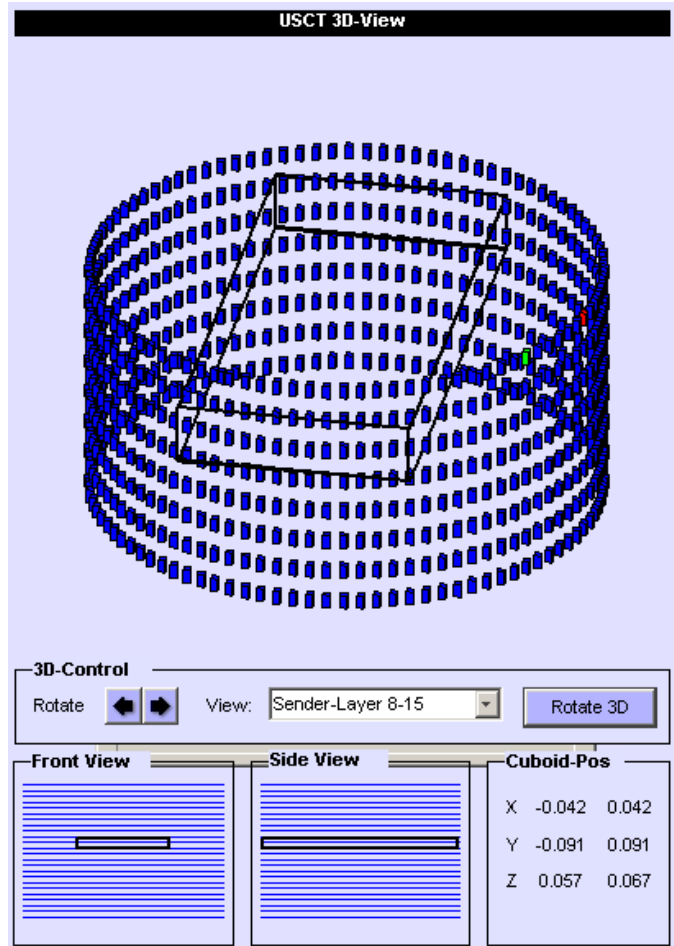 USCT 3D-View
3D-Control
Rotate View: Sender-Layer 8-15 Rotate 3D
Front View Side View Cuboid-Pos
X -0.042 0.042
Y -0.091 0.091
Z 0.057 0.067